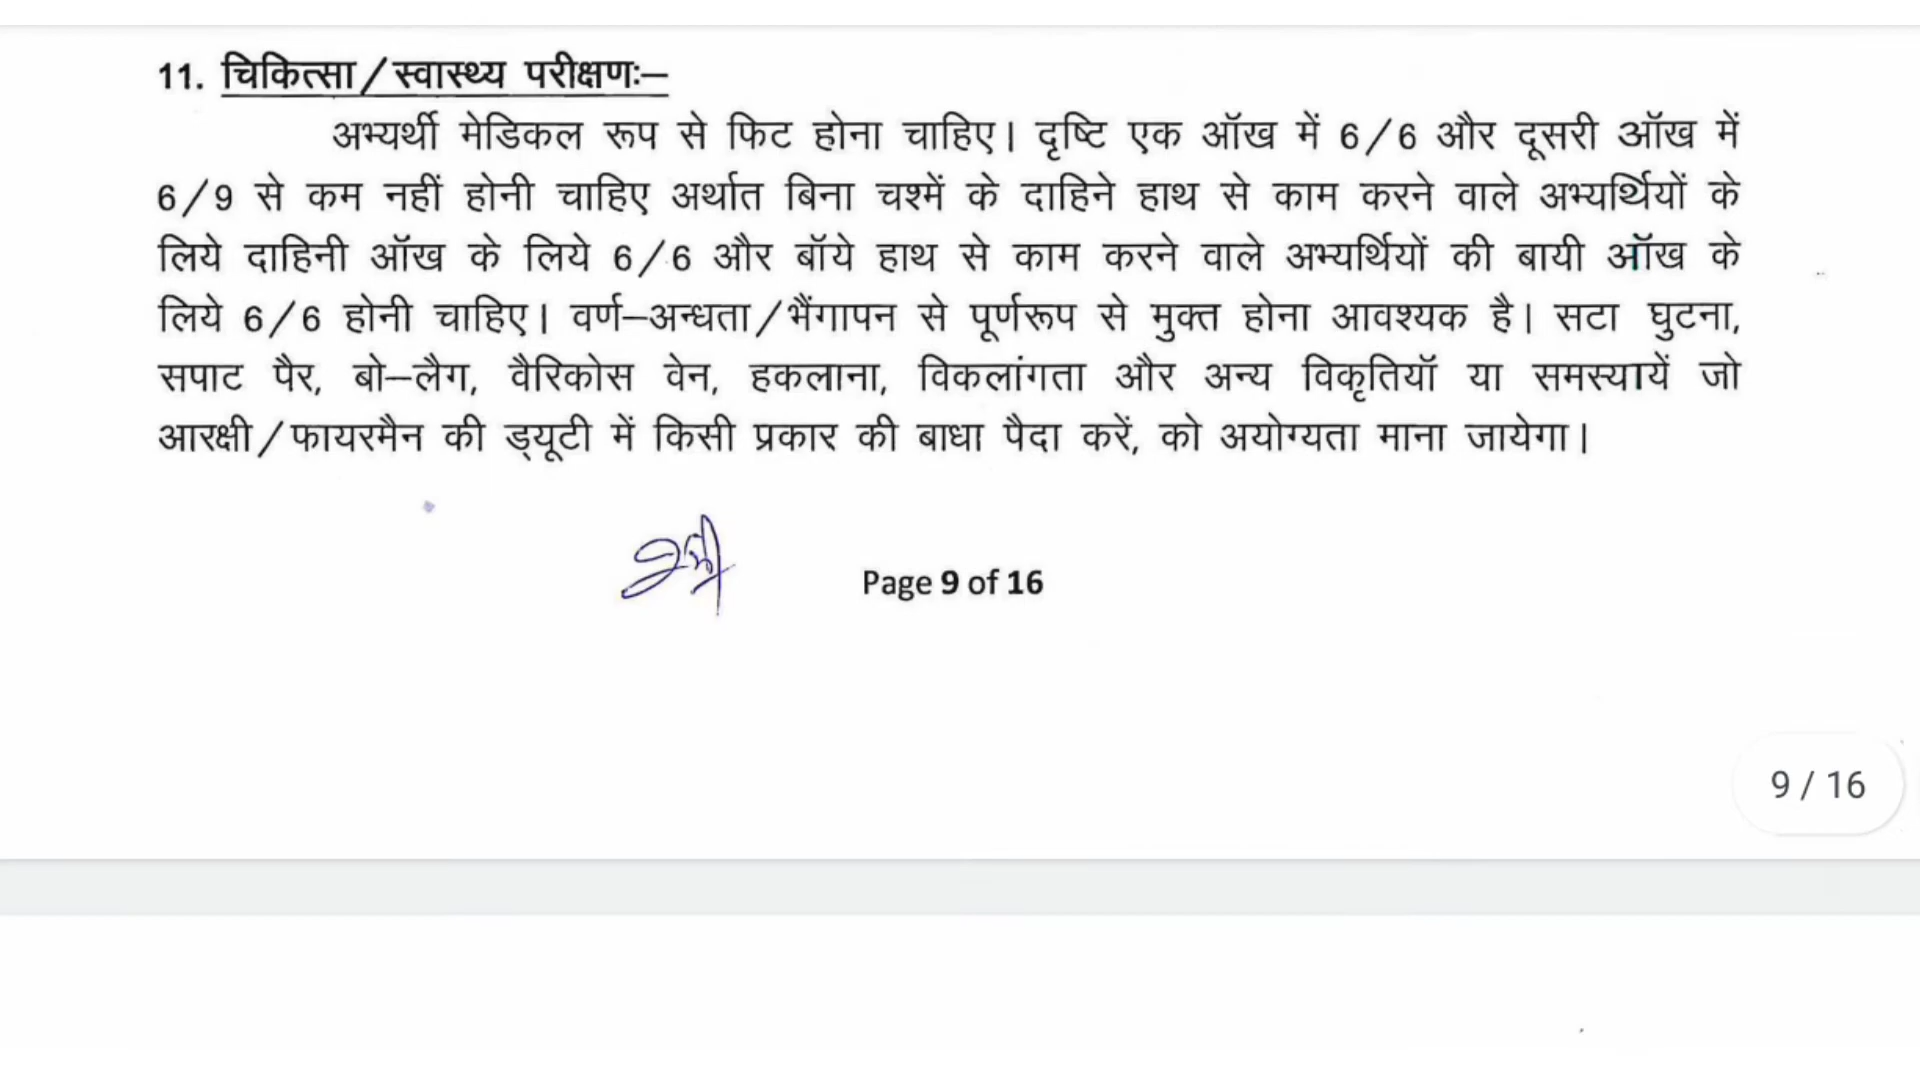 11. चिकित्सा/स्वास्थ्य परीक्षणः–
अभ्यर्थी मेडिकल रूप से फिट होना चाहिए। दृष्टि एक ऑख में 6/6 और दूसरी ऑख में
6/9 से कम नहीं होनी चाहिए अर्थात बिना चश्में के दाहिने हाथ से काम करने वाले अभ्यर्थियों के
लिये दाहिनी ऑख के लिये 6/6 और बॉये हाथ से काम करने वाले अभ्यर्थियों की बायी ऑख के
लिये 6/6 होनी चाहिए। वर्ण–अन्धता/भैंगापन से पूर्णरूप से मुक्त होना आवश्यक है। सटा घुटना,
सपाट पैर, बो–लैग, वैरिकोस वेन, हकलाना, विकलांगता और अन्य विकृतियॉ या समस्यायें जो
आरक्षी/फायरमैन की ड्यूटी में किसी प्रकार की बाधा पैदा करें, को अयोग्यता माना जायेगा।
Page 9 of 16
9 / 16